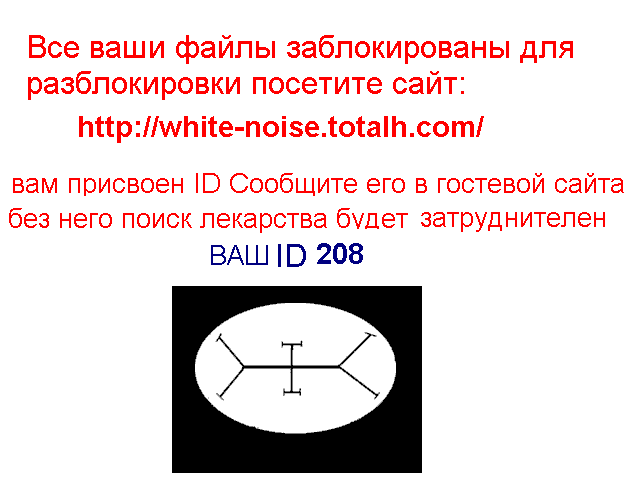 Все ваши файлы заблокированы для
разблокировки посетите сайт:
http://white-noise.totalh.com/
вам присвоен ID Сообщите его в гостевой сайта
без него поиск лекарства будет затруднителен
ВАШ ID 208